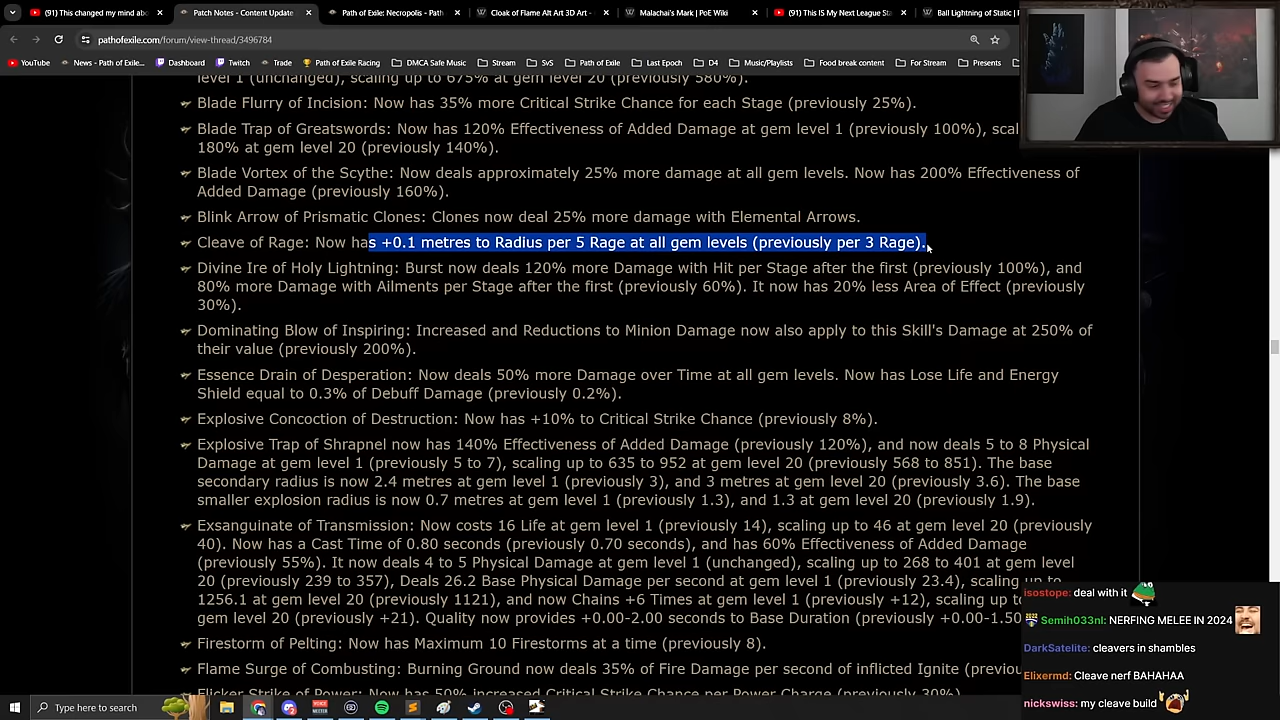 (91) This changed my mind abo
Patch Notes - Content Update
Path of Exile: Necropolis - Path
Cloak of Flame Alt Art 3D Art -
Malachai's Mark | PoE Wiki
(91) This IS My Next League Sta
Ball Lightning of Static |
pathofexile.com/forum/view-thread/3496784
YouTube
News - Path of Exile...
Dashboard
Twitch
Trade
Path of Exile Racing
DMCA Safe Music
Stream
SvS
Path of Exile
Last Epoch
D4
Music/Playlists
Food break content
For Stream
Presents
level 1 (unchanged), scaling up to 675% at gem level 20 (previously 580%).
Blade Flurry of Incision: Now has 35% more Critical Strike Chance for each Stage (previously 25%).
Blade Trap of Greatswords: Now has 120% Effectiveness of Added Damage at gem level 1 (previously 100%), scal
180% at gem level 20 (previously 140%).
Blade Vortex of the Scythe: Now deals approximately 25% more damage at all gem levels. Now has 200% Effectiveness of
Added Damage (previously 160%).
Blink Arrow of Prismatic Clones: Clones now deal 25% more damage with Elemental Arrows.
Cleave of Rage: Now has +0.1 metres to Radius per 5 Rage at all gem levels (previously per 3 Rage).
Divine Ire of Holy Lightning: Burst now deals 120% more Damage with Hit per Stage after the first (previously 100%), and
80% more Damage with Ailments per Stage after the first (previously 60%). It now has 20% less Area of Effect (previously
30%).
Dominating Blow of Inspiring: Increased and Reductions to Minion Damage now also apply to this Skill's Damage at 250% of
their value (previously 200%).
Essence Drain of Desperation: Now deals 50% more Damage over Time at all gem levels. Now has Lose Life and Energy
Shield equal to 0.3% of Debuff Damage (previously 0.2%).
Explosive Concoction of Destruction: Now has +10% to Critical Strike Chance (previously 8%).
Explosive Trap of Shrapnel now has 140% Effectiveness of Added Damage (previously 120%), and now deals 5 to 8 Physical
Damage at gem level 1 (previously 5 to 7), scaling up to 635 to 952 at gem level 20 (previously 568 to 851). The base
secondary radius is now 2.4 metres at gem level 1 (previously 3), and 3 metres at gem level 20 (previously 3.6). The base
smaller explosion radius is now 0.7 metres at gem level 1 (previously 1.3), and 1.3 at gem level 20 (previously 1.9).
Exsanguinate of Transmission: Now costs 16 Life at gem level 1 (previously 14), scaling up to 46 at gem level 20 (previously
40). Now has a Cast Time of 0.80 seconds (previously 0.70 seconds), and has 60% Effectiveness of Added Damage
(previously 55%). It now deals 4 to 5 Physical Damage at gem level 1 (unchanged), scaling up to 268 to 401 at gem level
20 (previously 239 to 357), Deals 26.2 Base Physical Damage per second at gem level 1 (previously 23.4), scaling up to
1256.1 at gem level 20 (previously 1121), and now Chains +6 Times at gem level 1 (previously +12), scaling up to
gem level 20 (previously +21). Quality now provides +0.00-2.00 seconds to Base Duration (previously +0.00-1.50
Firestorm of Pelting: Now has Maximum 10 Firestorms at a time (previously 8).
Flame Surge of Combusting: Burning Ground now deals 35% of Fire Damage per second of inflicted Ignite (previou
Flicker Strike of Power: Now has 50% increased Critical Strike Chance per Power Charge (previously 30%).
isostope: deal with it
Semih033nl: NERFING MELEE IN 2024
DarkSatelite: cleavers in shambles
Elixermd: Cleave nerf BAHAHAA
nickswiss: my cleave build
Type here to search